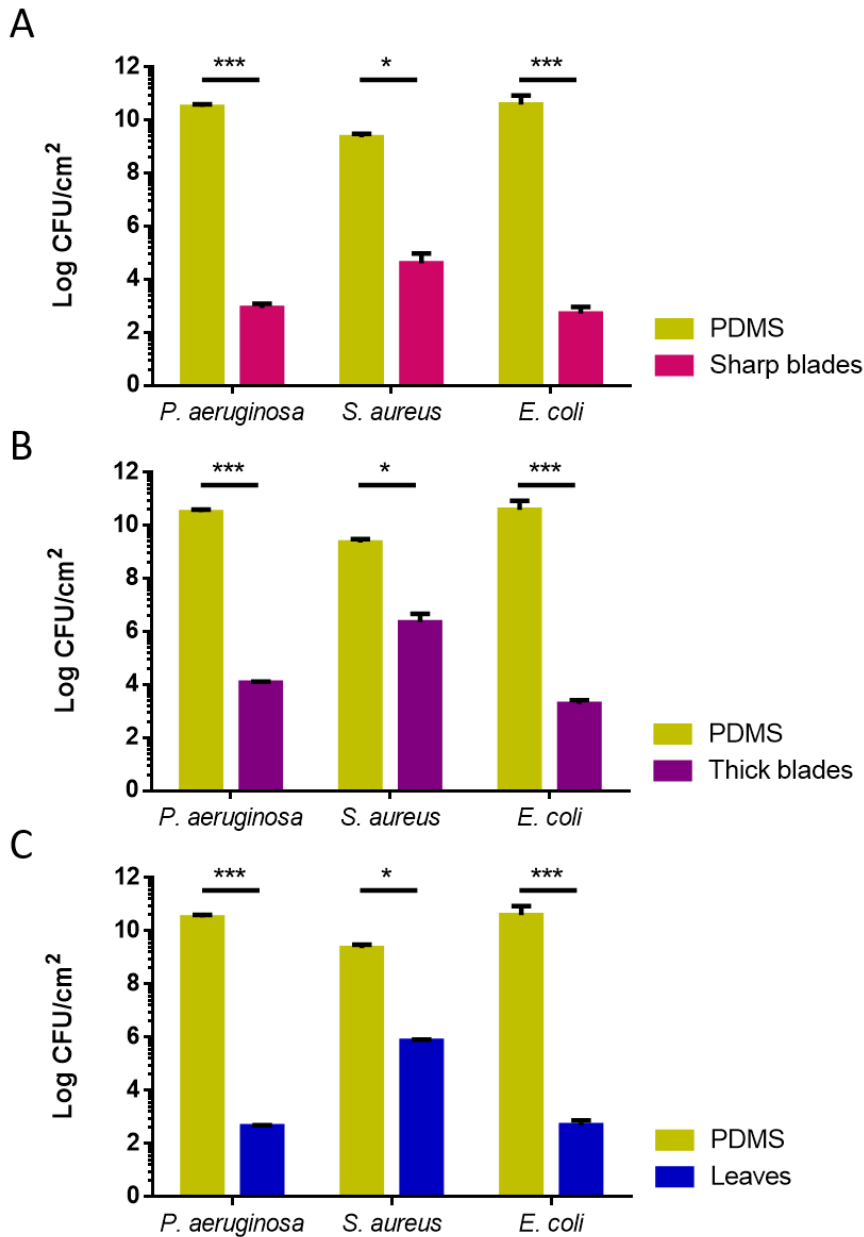 A
*** * ***
12
10
8
6
4
2
0
Log CFU/cm²
P. aeruginosa S. aureus E. coli
PDMS
Sharp blades
B
*** * ***
12
10
8
6
4
2
0
Log CFU/cm²
P. aeruginosa S. aureus E. coli
PDMS
Thick blades
C
*** * ***
12
10
8
6
4
2
0
Log CFU/cm²
P. aeruginosa S. aureus E. coli
PDMS
Leaves